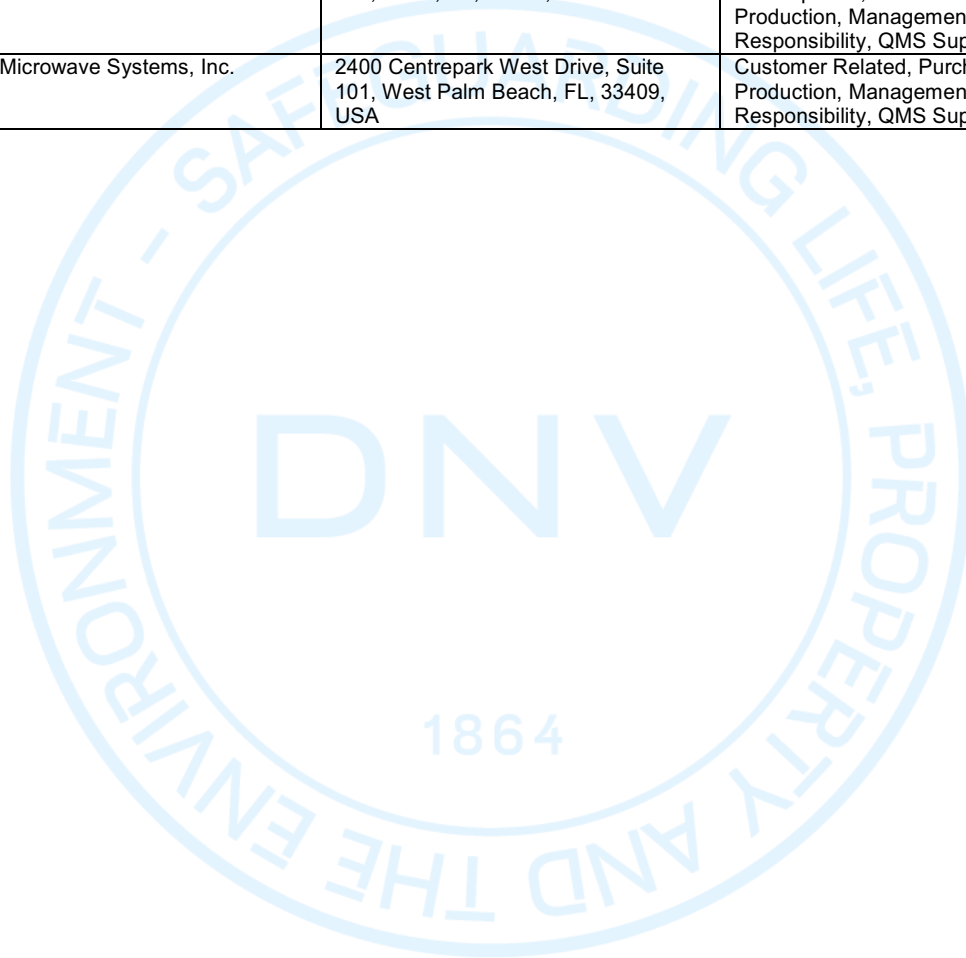 Production, Managemen
Responsibility, QMS Sup
Microwave Systems, Inc.
2400 Centrepark West Drive, Suite
101, West Palm Beach, FL, 33409,
USA
Customer Related, Purch
Production, Managemen
Responsibility, QMS Sup
SAFEGUARDING LIFE, PROPERTY AND THE ENVIRONMENT -
DNV
1864